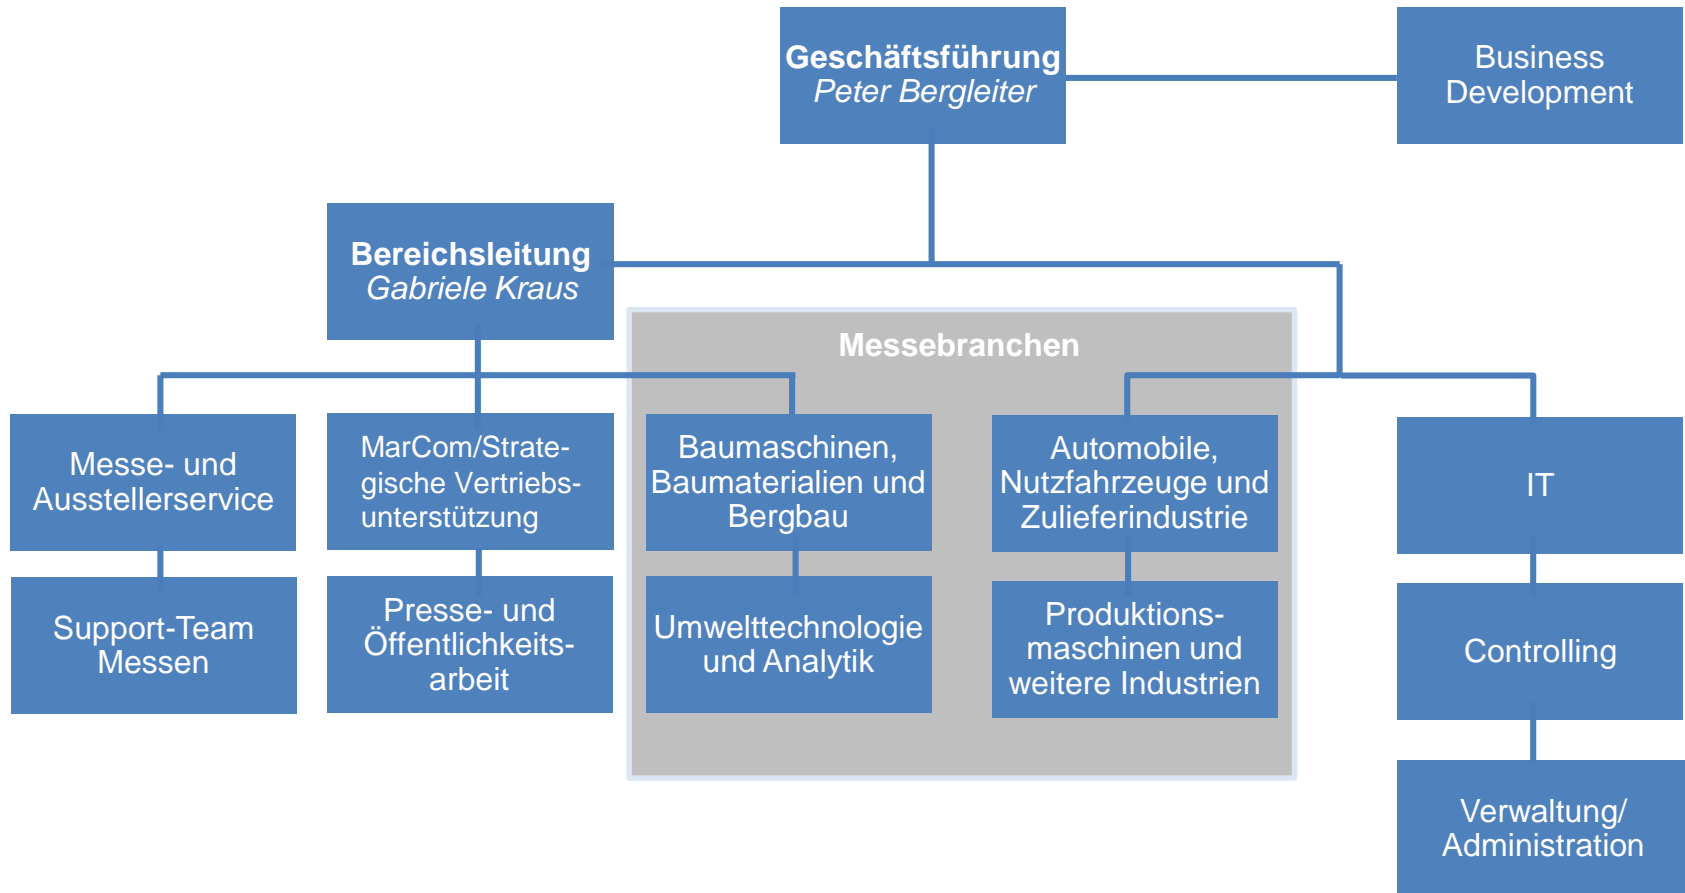 Geschäftsführung
Peter Bergleiter
Business
Development
Bereichsleitung
Gabriele Kraus
Messebranchen
Messe- und
Ausstellerservice
MarCom/Strate-
gische Vertriebs-
unterstützung
Baumaschinen,
Baumaterialien und
Bergbau
Automobile,
Nutzfahrzeuge und
Zulieferindustrie
IT
Support-Team
Messen
Presse- und
Öffentlichkeits-
arbeit
Umwelttechnologie
und Analytik
Produktions-
maschinen und
weitere Industrien
Controlling
Verwaltung/
Administration